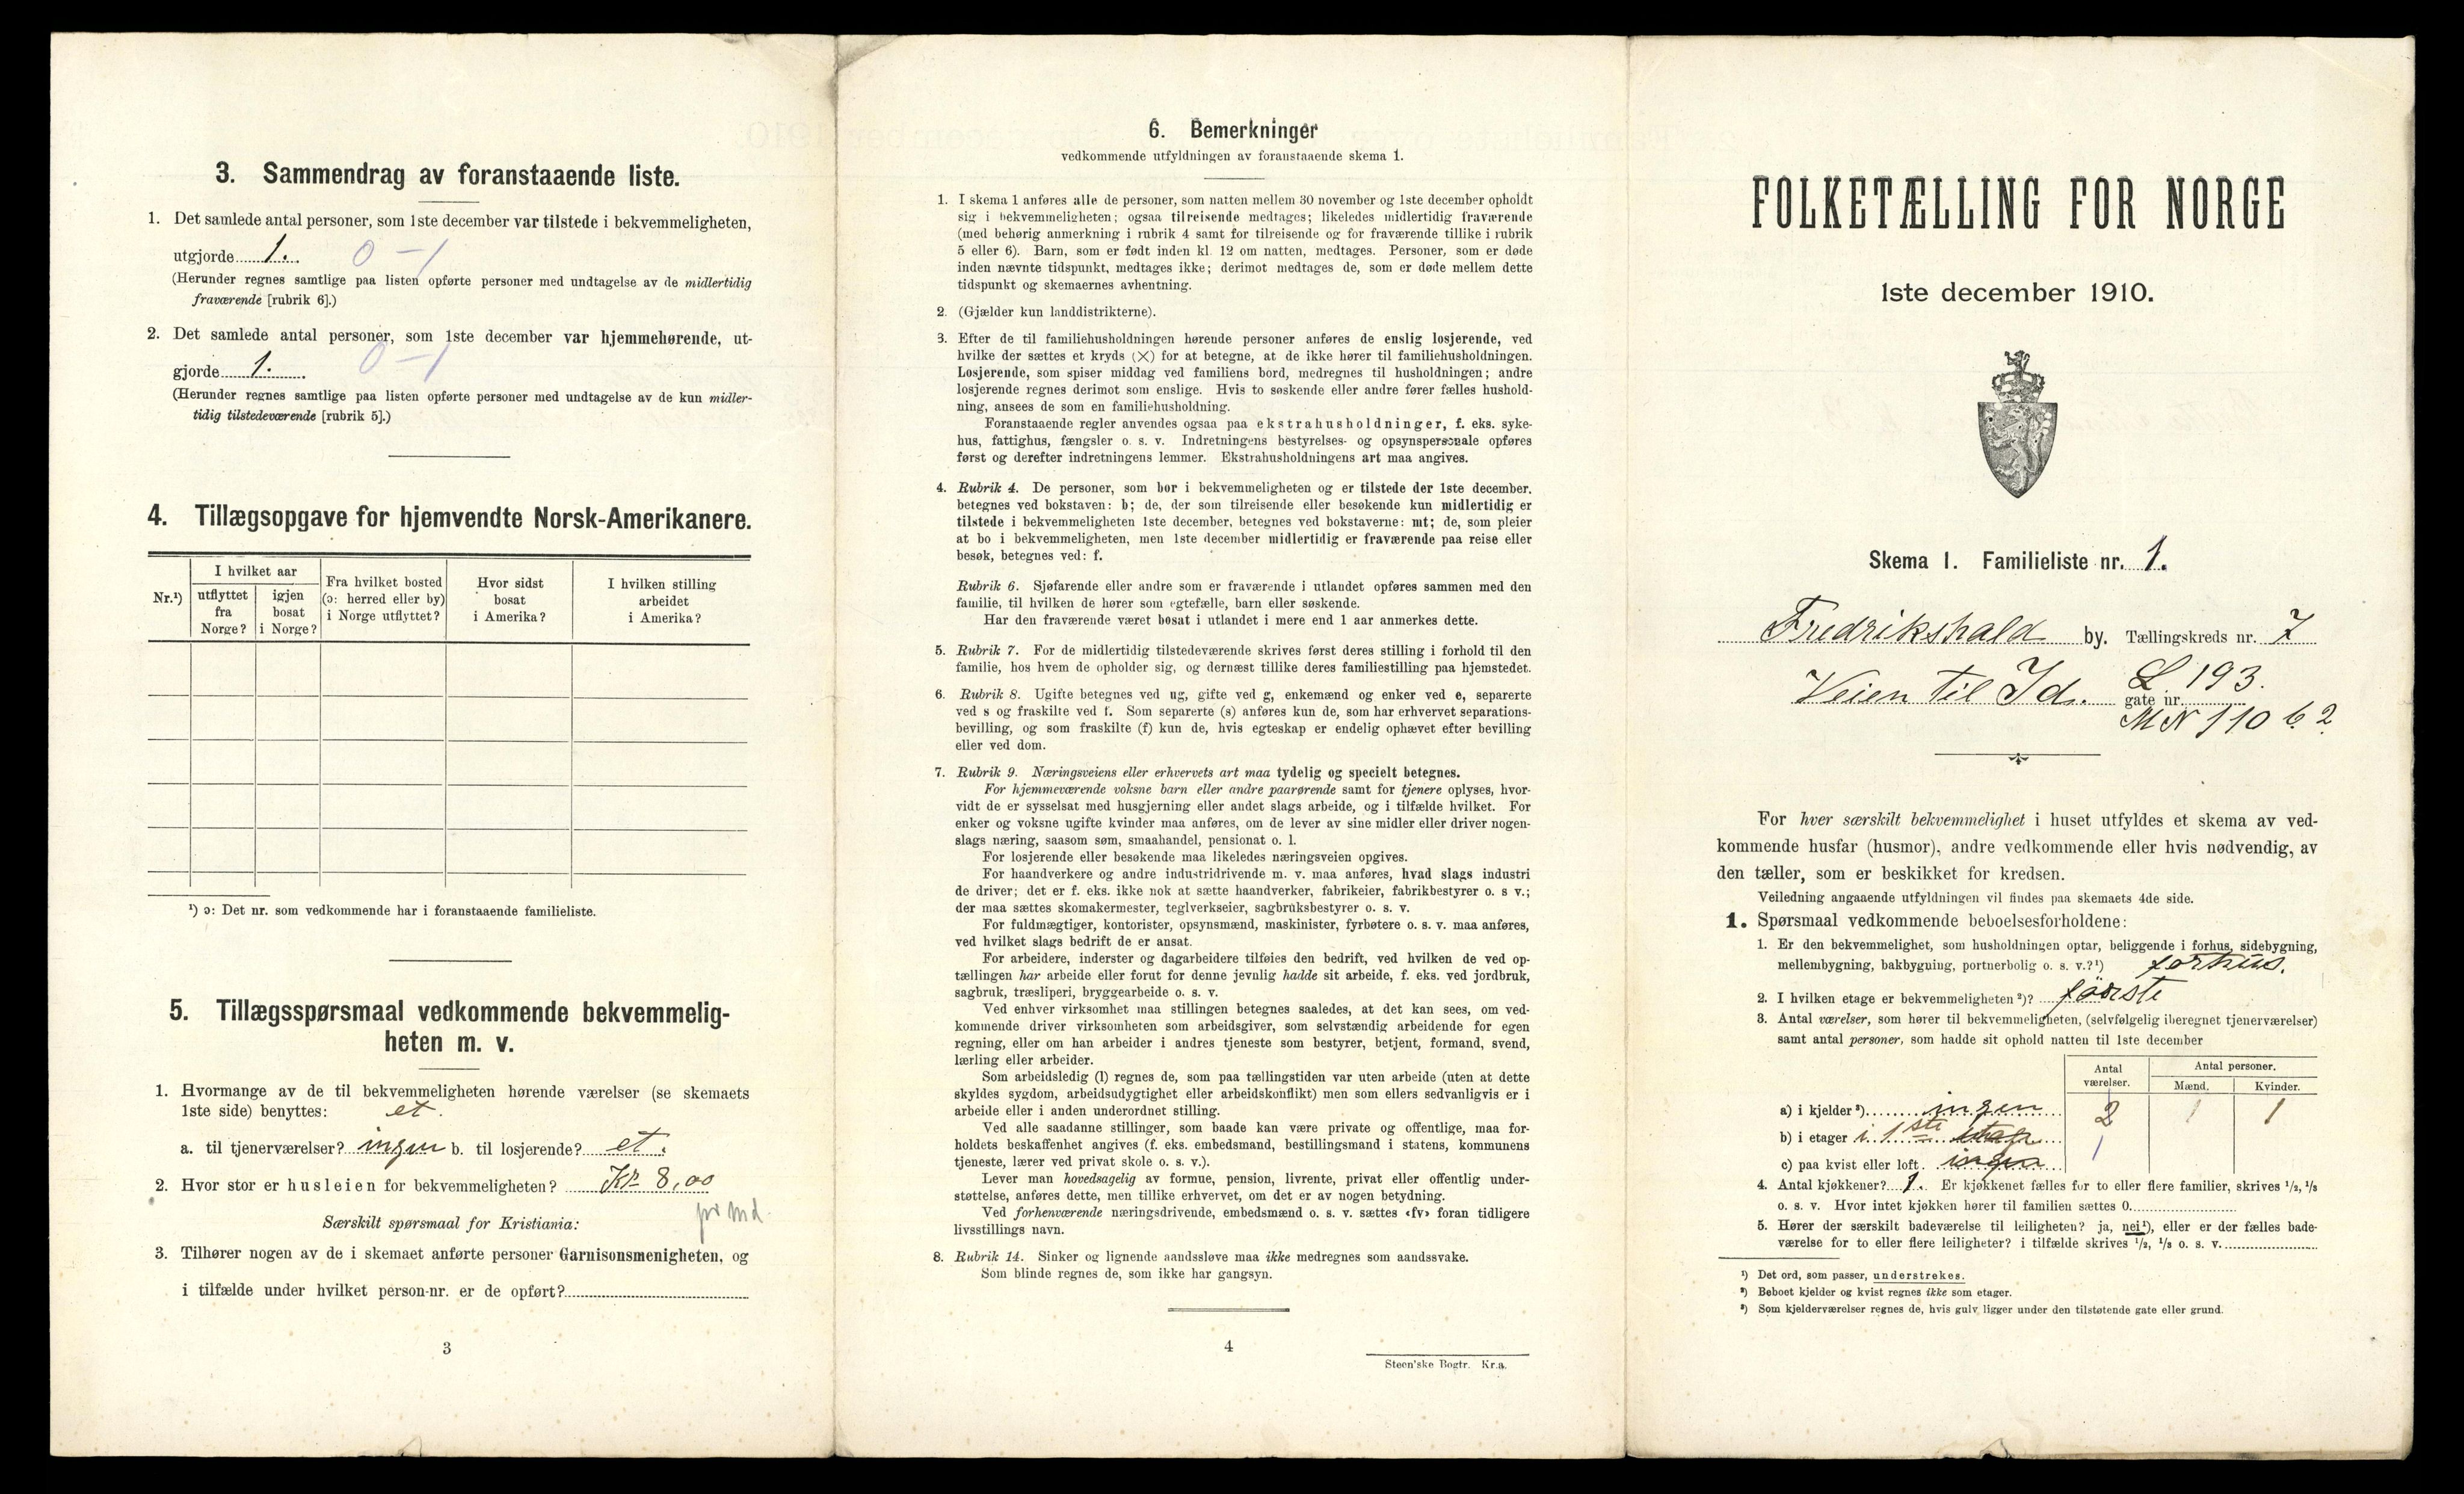 3. Sammendrag av foranstaaende liste.
1. Det samlede antal personer, som 1ste december var tilstede i bekvemmeligheten,
utgjorde 1. 0 – 1
(Herunder regnes samtlige paa listen opførte personer med undtagelse av de midlertidig
fraværende [rubrik 6].)
2. Det samlede antal personer, som 1ste december var hjemmehørende, ut-
gjorde 1. 0 – 1
(Herunder regnes samtlige paa listen opførte personer med undtagelse av de kun midler-
tidig tilstedeværende [rubrik 5].)
4. Tillægsopgave for hjemvendte Norsk-Amerikanere.
Nr.¹)
I hvilket aar
utflyttet fra Norge?
igjen bosat i Norge?
Fra hvilket bosted (ɔ: herred eller by) i Norge utflyttet?
Hvor sidst bosat i Amerika?
I hvilken stilling arbeidet i Amerika?
¹) ɔ: Det nr. som vedkommende har i foranstaaende familieliste.
5. Tillægsspørsmaal vedkommende bekvemmelig-
heten m. v.
1. Hvormange av de til bekvemmeligheten hørende værelser (se skemaets
1ste side) benyttes: et.
a. til tjenerværelser? ingen b. til losjerende? et.
2. Hvor stor er husleien for bekvemmeligheten? Kr 8,00
pr md.
Særskilt spørsmaal for Kristiania:
3. Tilhører nogen av de i skemaet anførte personer Garnisonsmenigheten, og
i tilfælde under hvilket person-nr. er de opført?
3
6. Bemerkninger
vedkommende utfyldningen av foranstaaende skema 1.
1. I skema 1 anføres alle de personer, som natten mellem 30 november og 1ste december opholdt
sig i bekvemmeligheten; ogsaa tilreisende medtages; likeledes midlertidig fraværende
(med behørig anmerkning i rubrik 4 samt for tilreisende og for fraværende tillike i rubrik
5 eller 6). Barn, som er født inden kl. 12 om natten, medtages. Personer, som er døde
inden nævnte tidspunkt, medtages ikke; derimot medtages de, som er døde mellem dette
tidspunkt og skemaernes avhentning.
2. (Gjælder kun landdistrikterne).
3. Efter de til familiehusholdningen hørende personer anføres de enslig losjerende, ved
hvilke der sættes et kryds (×) for at betegne, at de ikke hører til familiehusholdningen.
Losjerende, som spiser middag ved familiens bord, medregnes til husholdningen; andre
losjerende regnes derimot som enslige. Hvis to søskende eller andre fører fælles hushold-
ning, ansees de som en familiehusholdning.
Foranstaaende regler anvendes ogsaa paa ekstrahusholdninger, f. eks. syke-
hus, fattighus, fængsler o. s. v. Indretningens bestyrelses- og opsynspersonale opføres
først og derefter indretningens lemmer. Ekstrahusholdningens art maa angives.
4. Rubrik 4. De personer, som bor i bekvemmeligheten og er tilstede der 1ste december.
betegnes ved bokstaven: b; de, der som tilreisende eller besøkende kun midlertidig er
tilstede i bekvemmeligheten 1ste december, betegnes ved bokstaverne: mt; de, som pleier
at bo i bekvemmeligheten, men 1ste december midlertidig er fraværende paa reise eller
besøk, betegnes ved: f.
Rubrik 6. Sjøfarende eller andre som er fraværende i utlandet opføres sammen med den
familie, til hvilken de hører som egtefælle, barn eller søskende.
Har den fraværende været bosat i utlandet i mere end 1 aar anmerkes dette.
5. Rubrik 7. For de midlertidig tilstedeværende skrives først deres stilling i forhold til den
familie, hos hvem de opholder sig, og dernæst tillike deres familiestilling paa hjemstedet.
6. Rubrik 8. Ugifte betegnes ved ug, gifte ved g, enkemænd og enker ved e, separerte
ved s og fraskilte ved f. Som separerte (s) anføres kun de, som har erhvervet separations-
bevilling, og som fraskilte (f) kun de, hvis egteskap er endelig ophævet efter bevilling
eller ved dom.
7. Rubrik 9. Næringsveiens eller erhvervets art maa tydelig og specielt betegnes.
For hjemmeværende voksne barn eller andre paarørende samt for tjenere oplyses, hvor-
vidt de er sysselsat med husgjerning eller andet slags arbeide, og i tilfælde hvilket. For
enker og voksne ugifte kvinder maa anføres, om de lever av sine midler eller driver nogen-
slags næring, saasom søm, smaahandel, pensionat o. l.
For losjerende eller besøkende maa likeledes næringsveien opgives.
For haandverkere og andre industridrivende m. v. maa anføres, hvad slags industri
de driver; det er f. eks. ikke nok at sætte haandverker, fabrikeier, fabrikbestyrer o. s v.;
der maa sættes skomakermester, teglverkseier, sagbruksbestyrer o. s. v.
For fuldmægtiger, kontorister, opsynsmænd, maskinister, fyrbøtere o. s. v. maa anføres,
ved hvilket slags bedrift de er ansat.
For arbeidere, inderster og dagarbeidere tilføies den bedrift, ved hvilken de ved op-
tællingen har arbeide eller forut for denne jevnlig hadde sit arbeide, f. eks. ved jordbruk,
sagbruk, træsliperi, bryggearbeide o. s. v.
Ved enhver virksomhet maa stillingen betegnes saaledes, at det kan sees, om ved-
kommende driver virksomheten som arbeidsgiver, som selvstændig arbeidende for egen
regning, eller om han arbeider i andres tjeneste som bestyrer, betjent, formand, svend,
lærling eller arbeider.
Som arbeidsledig (l) regnes de, som paa tællingstiden var uten arbeide (uten at dette
skyldes sygdom, arbeidsudygtighet eller arbeidskonflikt) men som ellers sedvanligvis er i
arbeide eller i anden underordnet stilling.
Ved alle saadanne stillinger, som baade kan være private og offentlige, maa for-
holdets beskaffenhet angives (f. eks. embedsmand, bestillingsmand i statens, kommunens
tjeneste, lærer ved privat skole o. s. v.).
Lever man hovedsagelig av formue, pension, livrente, privat eller offentlig under-
støttelse, anføres dette, men tillike erhvervet, om det er av nogen betydning.
Ved forhenværende næringsdrivende, embedsmænd o. s. v. sættes «fv» foran tidligere
livsstillings navn.
8. Rubrik 14. Sinker og lignende aandssløve maa ikke medregnes som aandssvake.
Som blinde regnes de, som ikke har gangsyn.
4
Steen'ske Bogtr. Kr.a.
FOLKETÆLLING FOR NORGE
1ste december 1910.
Skema 1. Familieliste nr. 1.
Fredrikshald by. Tællingskreds nr. 7
L. 193.
Veien til Id. gate nr.
MN 110 b 2
For hver særskilt bekvemmelighet i huset utfyldes et skema av ved-
kommende husfar (husmor), andre vedkommende eller hvis nødvendig, av
den tæller, som er beskikket for kredsen.
Veiledning angaaende utfyldningen vil findes paa skemaets 4de side.
1. Spørsmaal vedkommende beboelsesforholdene:
1. Er den bekvemmelighet, som husholdningen optar, beliggende i forhus, sidebygning,
mellembygning, bakbygning, portnerbolig o. s. v.?¹) forhus.
2. I hvilken etage er bekvemmeligheten²)? første
3. Antal værelser, som hører til bekvemmeligheten, (selvfølgelig iberegnet tjenerværelser)
samt antal personer, som hadde sit ophold natten til 1ste december
Antal værelser.
Antal personer.
Mænd. Kvinder.
a) i kjelder³) ingen 2 1 1
b) i etager i 1ste etage 1
c) paa kvist eller loft. ingen
4. Antal kjøkkener? 1. Er kjøkkenet fælles for to eller flere familier, skrives ½, ⅓
o. s. v. Hvor intet kjøkken hører til familien sættes 0.
5. Hører der særskilt badeværelse til leiligheten? ja, nei¹), eller er der fælles bade-
værelse for to eller flere leiligheter? i tilfælde skrives ½, ⅓ o. s. v.
¹) Det ord, som passer, understrekes.
²) Beboet kjelder og kvist regnes ikke som etager.
³) Som kjelderværelser regnes de, hvis gulv ligger under den tilstøtende gate eller grund.